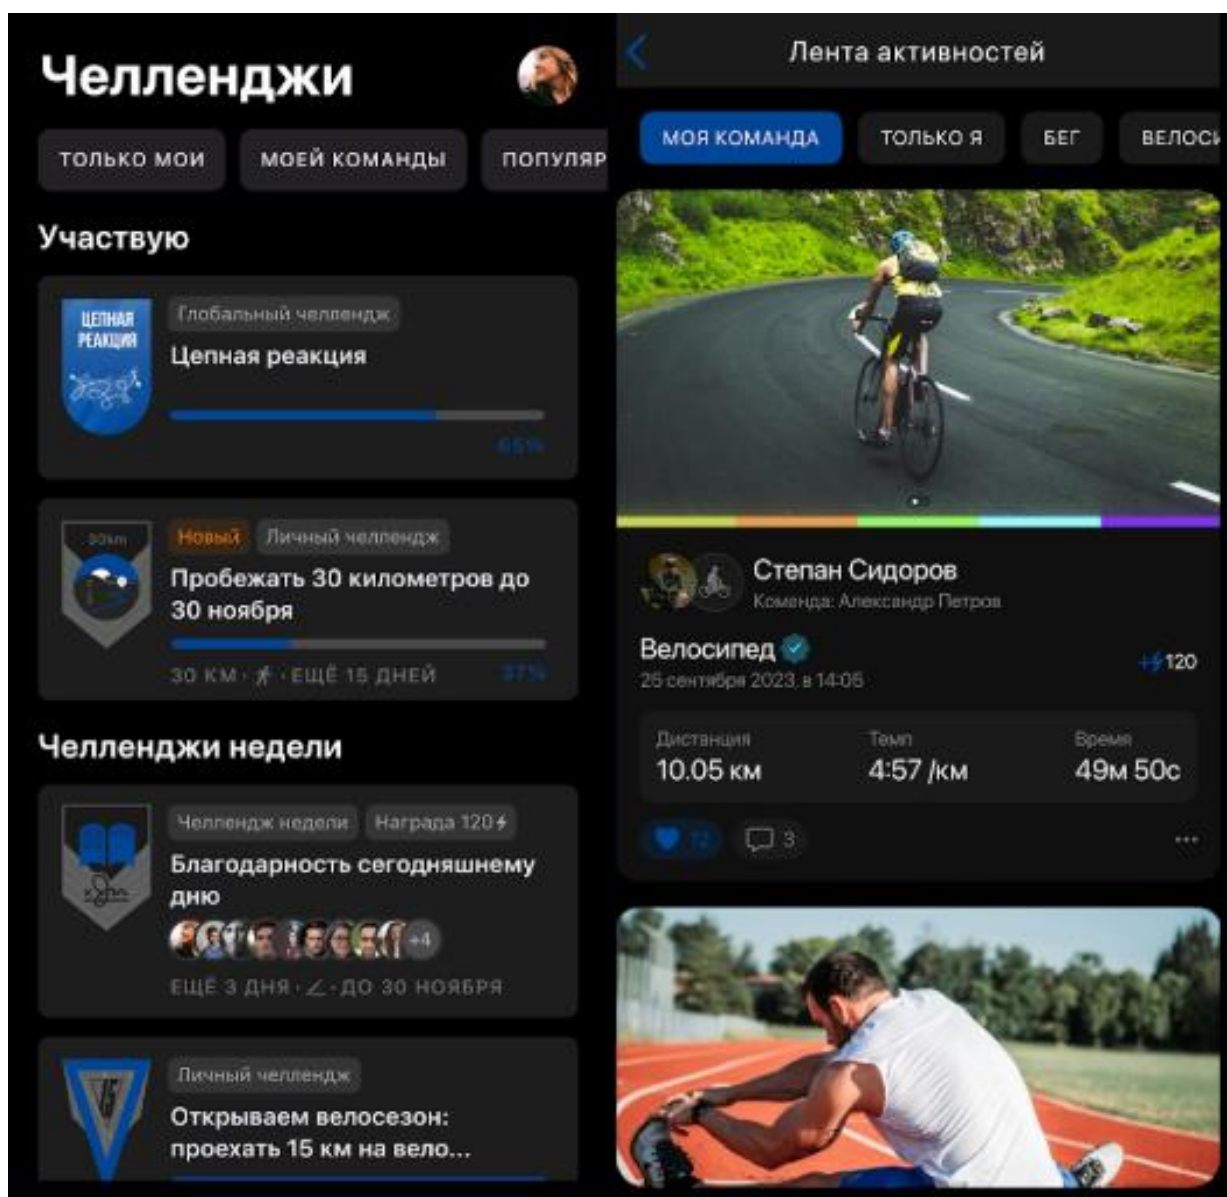 Челленджи
ТОЛЬКО МОИ
МОЕЙ КОМАНДЫ
ПОПУЛЯР
Участвую
ЦЕПНАЯ
РЕАКЦИЯ
Глобальный челлендж
Цепная реакция
65%
30km
Новый
Личный челлендж
Пробежать 30 километров до
30 ноября
30 КМ · · ЕЩЁ 15 ДНЕЙ
37%
Челленджи недели
Челлендж недели
Награда 120
Благодарность сегодняшнему
дню
+4
ЕЩЁ 3 ДНЯ · · ДО 30 НОЯБРЯ
15
Личный челлендж
Открываем велосезон:
проехать 15 км на вело...
Лента активностей
МОЯ КОМАНДА
ТОЛЬКО Я
БЕГ
ВЕЛОСИ
Степан Сидоров
Команда: Александр Петров
Велосипед
+120
25 сентября 2023, в 14:05
Дистанция
Темп
Время
10.05 км
4:57 /км
49м 50с
72
3